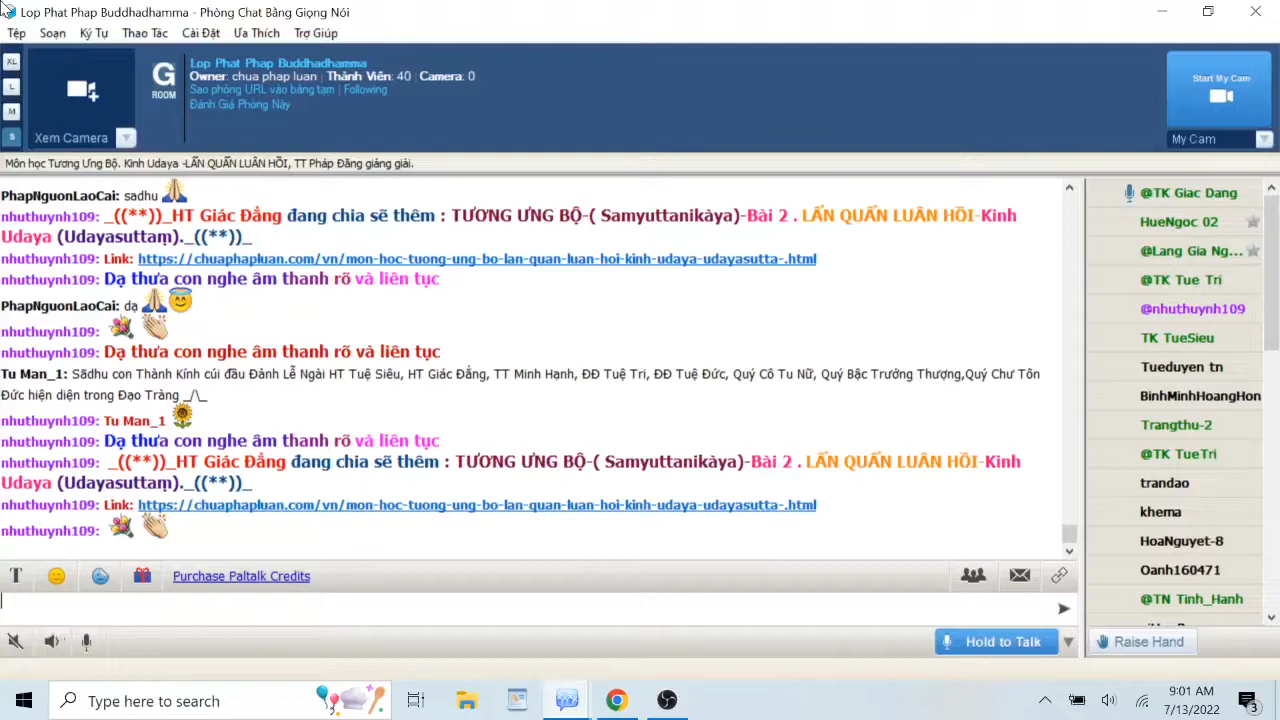 Lop Phat Phap Buddhadhamma - Phòng Chat Bằng Giọng Nói
Tệp Soạn Ký Tự Thao Tác Cài Đặt Ưa Thích Trợ Giúp
XL
L
M
S
Xem Camera
G
ROOM
Lop Phat Phap Buddhadhamma
Owner: chua phap luan | Thành Viên: 40 | Camera: 0
Sao phòng URL vào bảng tạm | Following
Đánh Giá Phòng Này
Start My Cam
My Cam
Môn học Tương Ưng Bộ. Kinh Udaya -LẨN QUẨN LUÂN HỒI, TT Pháp Đăng giảng giải.
PhapNguonLaoCai: sadhu
nhuthuynh109: _((**))_HT Giác Đẳng đang chia sẽ thêm : TƯƠNG ƯNG BỘ-( Samyuttanikàya)-Bài 2 . LẨN QUẨN LUÂN HỒI-Kinh
Udaya (Udayasuttaṃ)._((**))_
nhuthuynh109: Link: https://chuaphapluan.com/vn/mon-hoc-tuong-ung-bo-lan-quan-luan-hoi-kinh-udaya-udayasutta-.html
nhuthuynh109: Dạ thưa con nghe âm thanh rõ và liên tục
PhapNguonLaoCai: dạ
nhuthuynh109:
nhuthuynh109: Dạ thưa con nghe âm thanh rõ và liên tục
Tu Man_1: Sādhu con Thành Kính cúi đầu Đảnh Lễ Ngài HT Tuệ Siêu, HT Giác Đẳng, TT Minh Hạnh, ĐĐ Tuệ Tri, ĐĐ Tuệ Đức, Quý Cô Tu Nữ, Quý Bậc Trưởng Thượng,Quý Chư Tôn
Đức hiện diện trong Đạo Tràng _/\_
nhuthuynh109: Tu Man_1
nhuthuynh109: Dạ thưa con nghe âm thanh rõ và liên tục
nhuthuynh109: _((**))_HT Giác Đẳng đang chia sẽ thêm : TƯƠNG ƯNG BỘ-( Samyuttanikàya)-Bài 2 . LẨN QUẨN LUÂN HỒI-Kinh
Udaya (Udayasuttaṃ)._((**))_
nhuthuynh109: Link: https://chuaphapluan.com/vn/mon-hoc-tuong-ung-bo-lan-quan-luan-hoi-kinh-udaya-udayasutta-.html
nhuthuynh109:
@TK Giac Dang
HueNgoc 02
@Lang Gia Ng...
@TK Tue Tri
@nhuthuynh109
TK TueSieu
Tueduyen tn
BinhMinhHoangHon
Trangthu-2
@TK TueTri
trandao
khema
HoaNguyet-8
Oanh160471
@TN Tinh_Hanh
T
Purchase Paltalk Credits
Hold to Talk
Raise Hand
Type here to search
9:01 AM
7/13/2022
3